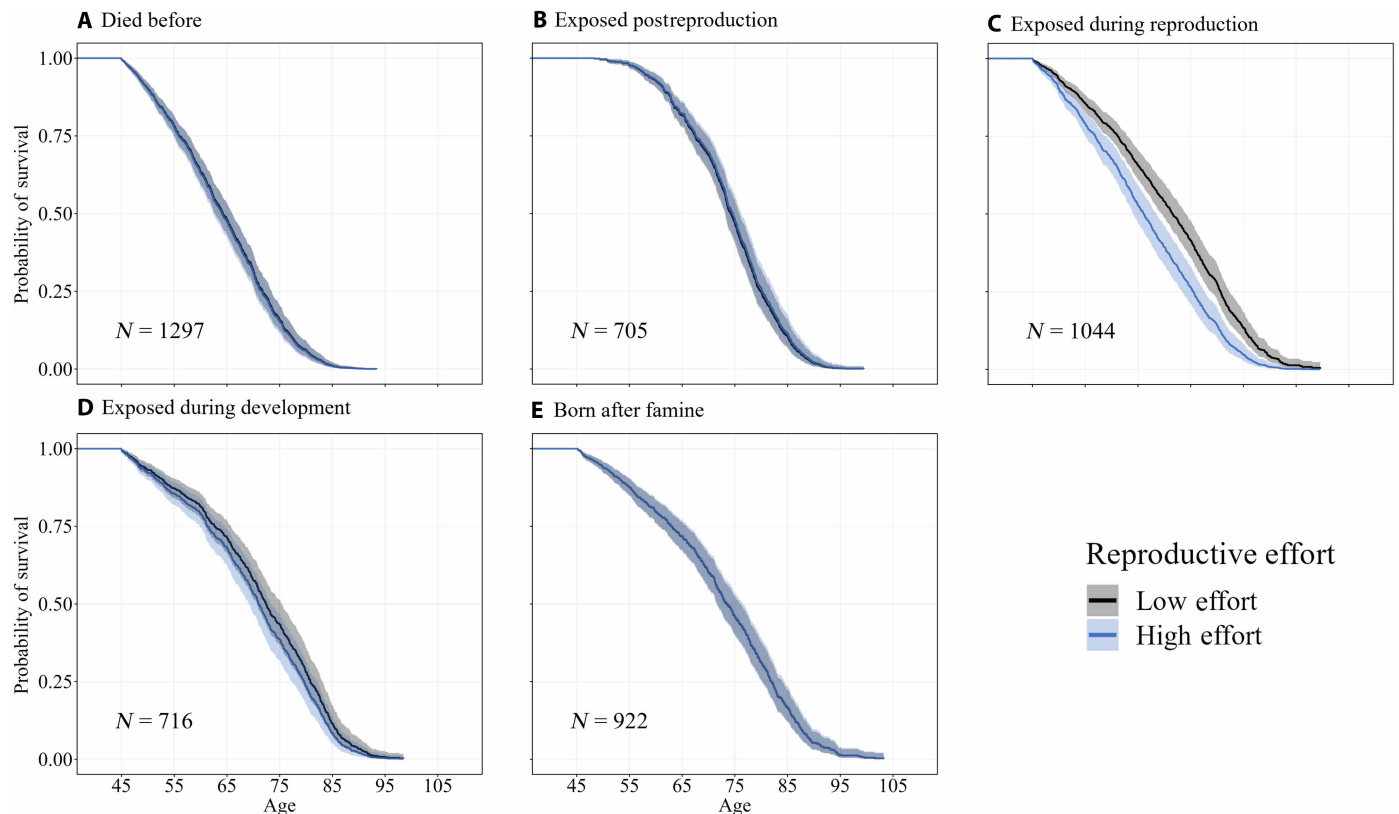 A Died before
B Exposed postreproduction
C Exposed during reproduction
Probability of survival
1.00
0.75
0.50
0.25
0.00
N = 1297
N = 705
N = 1044
D Exposed during development
E Born after famine
Probability of survival
1.00
0.75
0.50
0.25
0.00
N = 716
N = 922
45 55 65 75 85 95 105
Age
45 55 65 75 85 95 105
Age
Reproductive effort
Low effort
High effort